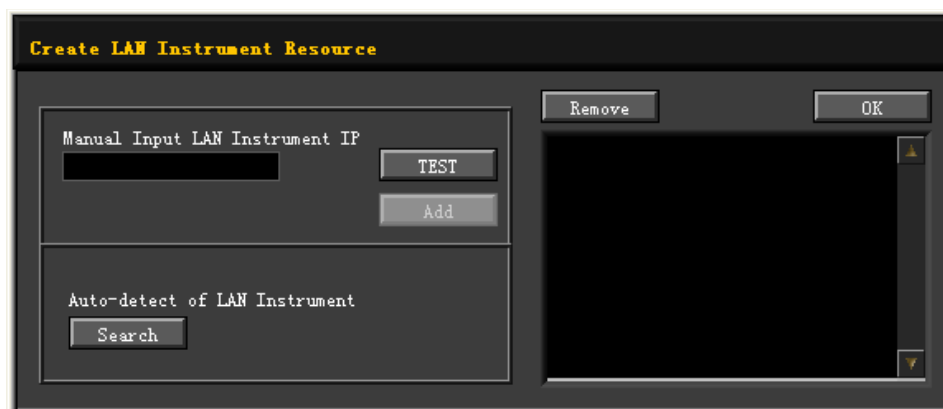 Create LAN Instrument Resource
Manual Input LAN Instrument IP
TEST
Add
Auto-detect of LAN Instrument
Search
Remove
OK